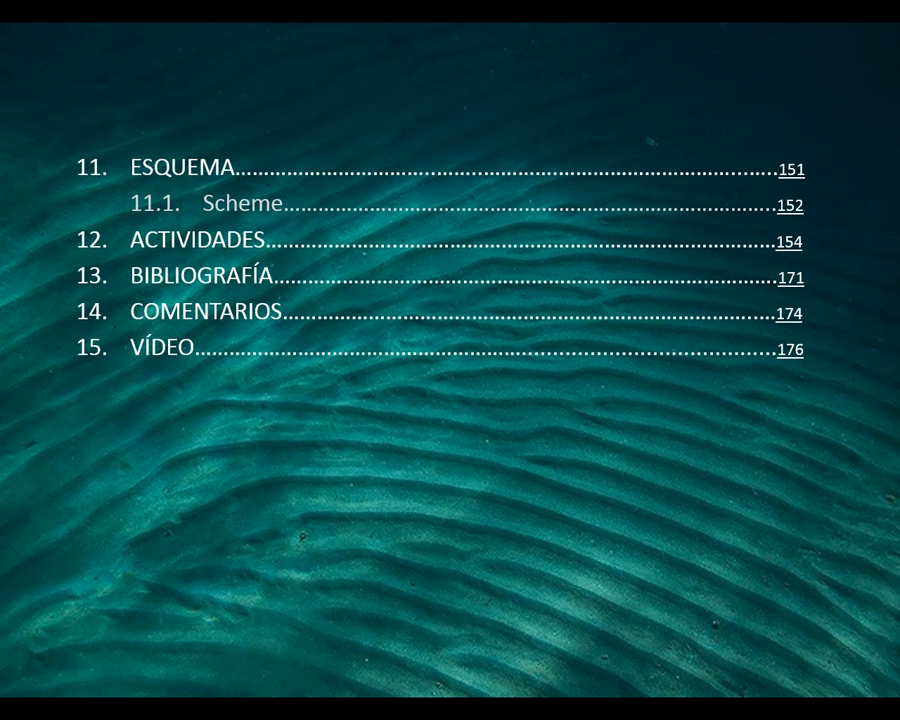 11. ESQUEMA........................................................................................151
11.1. Scheme................................................................................152
12. ACTIVIDADES...................................................................................154
13. BIBLIOGRAFÍA..................................................................................171
14. COMENTARIOS.................................................................................174
15. VÍDEO..............................................................................................176